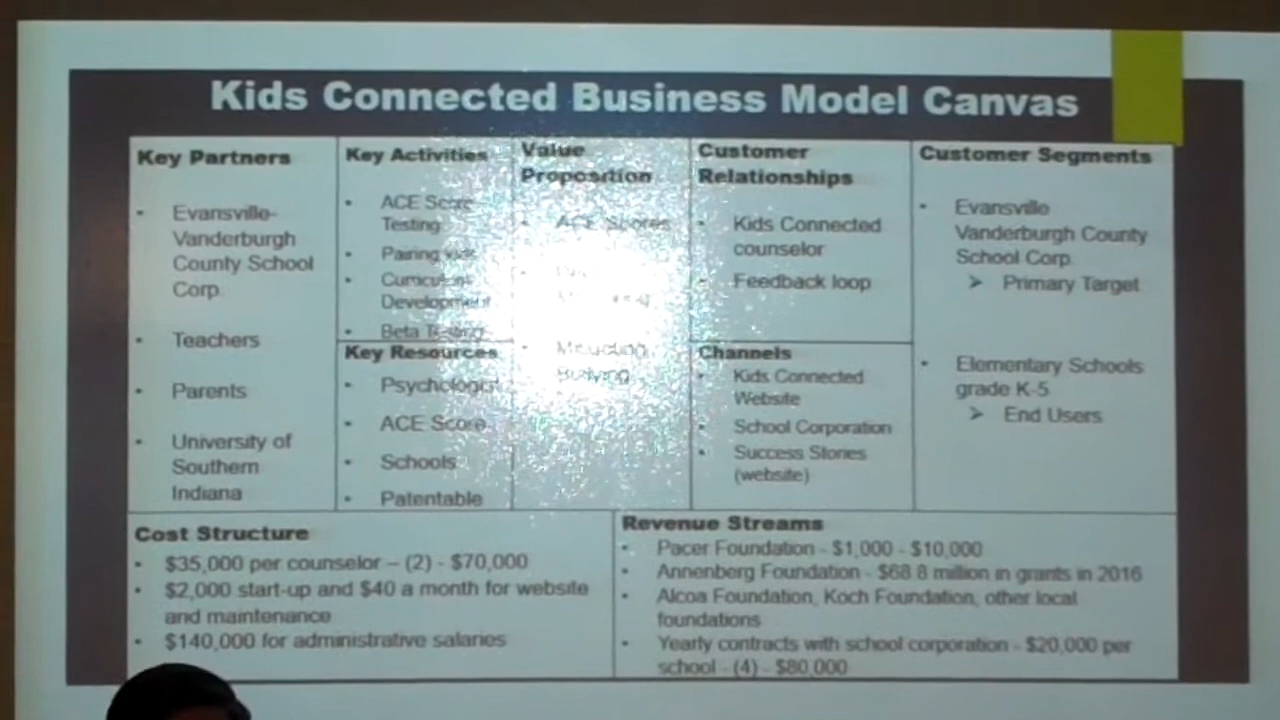 Kids Connected Business Model Canvas
Key Partners
• Evansville-
Vanderburgh
County School
Corp.
• Teachers
• Parents
• University of
Southern
Indiana
Key Activities
• ACE Score
Testing
• Pairing kids
• Curriculum
Development
• Beta Testing
Key Resources
• Psychologist
• ACE Score
• Schools
• Patentable
Value
Proposition
• ACE Scores
•
• Mitigating
Bullying
Customer
Relationships
• Kids Connected
counselor
• Feedback loop
Channels
• Kids Connected
Website
• School Corporation
• Success Stories
(website)
Customer Segments
• Evansville
Vanderburgh County
School Corp.
➢ Primary Target
• Elementary Schools
grade K-5
➢ End Users
Cost Structure
• $35,000 per counselor – (2) - $70,000
• $2,000 start-up and $40 a month for website
and maintenance
• $140,000 for administrative salaries
Revenue Streams
• Pacer Foundation - $1,000 - $10,000
• Annenberg Foundation - $68.8 million in grants in 2016
• Alcoa Foundation, Koch Foundation, other local
foundations
• Yearly contracts with school corporation - $20,000 per
school - (4) - $80,000